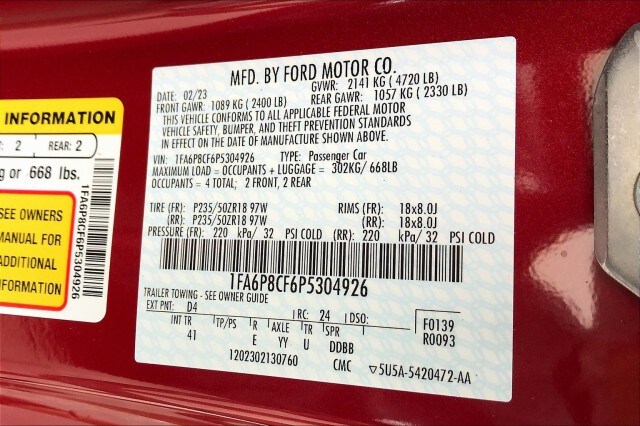 MFD. BY FORD MOTOR CO.
DATE: 02/23 GVWR: 2141 KG (4720 LB)
FRONT GAWR: 1089 KG (2400 LB) REAR GAWR: 1057 KG (2330 LB)
THIS VEHICLE CONFORMS TO ALL APPLICABLE FEDERAL MOTOR
VEHICLE SAFETY, BUMPER, AND THEFT PREVENTION STANDARDS
IN EFFECT ON THE DATE OF MANUFACTURE SHOWN ABOVE.
VIN: 1FA6P8CF6P5304926 TYPE: Passenger Car
MAXIMUM LOAD = OCCUPANTS + LUGGAGE = 302KG/668LB
OCCUPANTS = 4 TOTAL; 2 FRONT, 2 REAR
TIRE (FR): P235/50ZR18 97W RIMS (FR): 18x8.0J
(RR): P235/50ZR18 97W (RR): 18x8.0J
PRESSURE (FR): 220 kPa/ 32 PSI COLD (RR): 220 kPa/ 32 PSI COLD
1FA6P8CF6P5304926
TRAILER TOWING - SEE OWNER GUIDE
EXT PNT: D4 RC: 24 DSO: F0139
INT TR TP/PS R AXLE TR SPR R0093
41 E YY U DDBB
1202302130760 CMC ▽5U5A-5420472-AA
INFORMATION
2 REAR: 2
or 668 lbs.
SEE OWNERS
MANUAL FOR
ADDITIONAL
INFORMATION
1FA6P8CF6P5304926